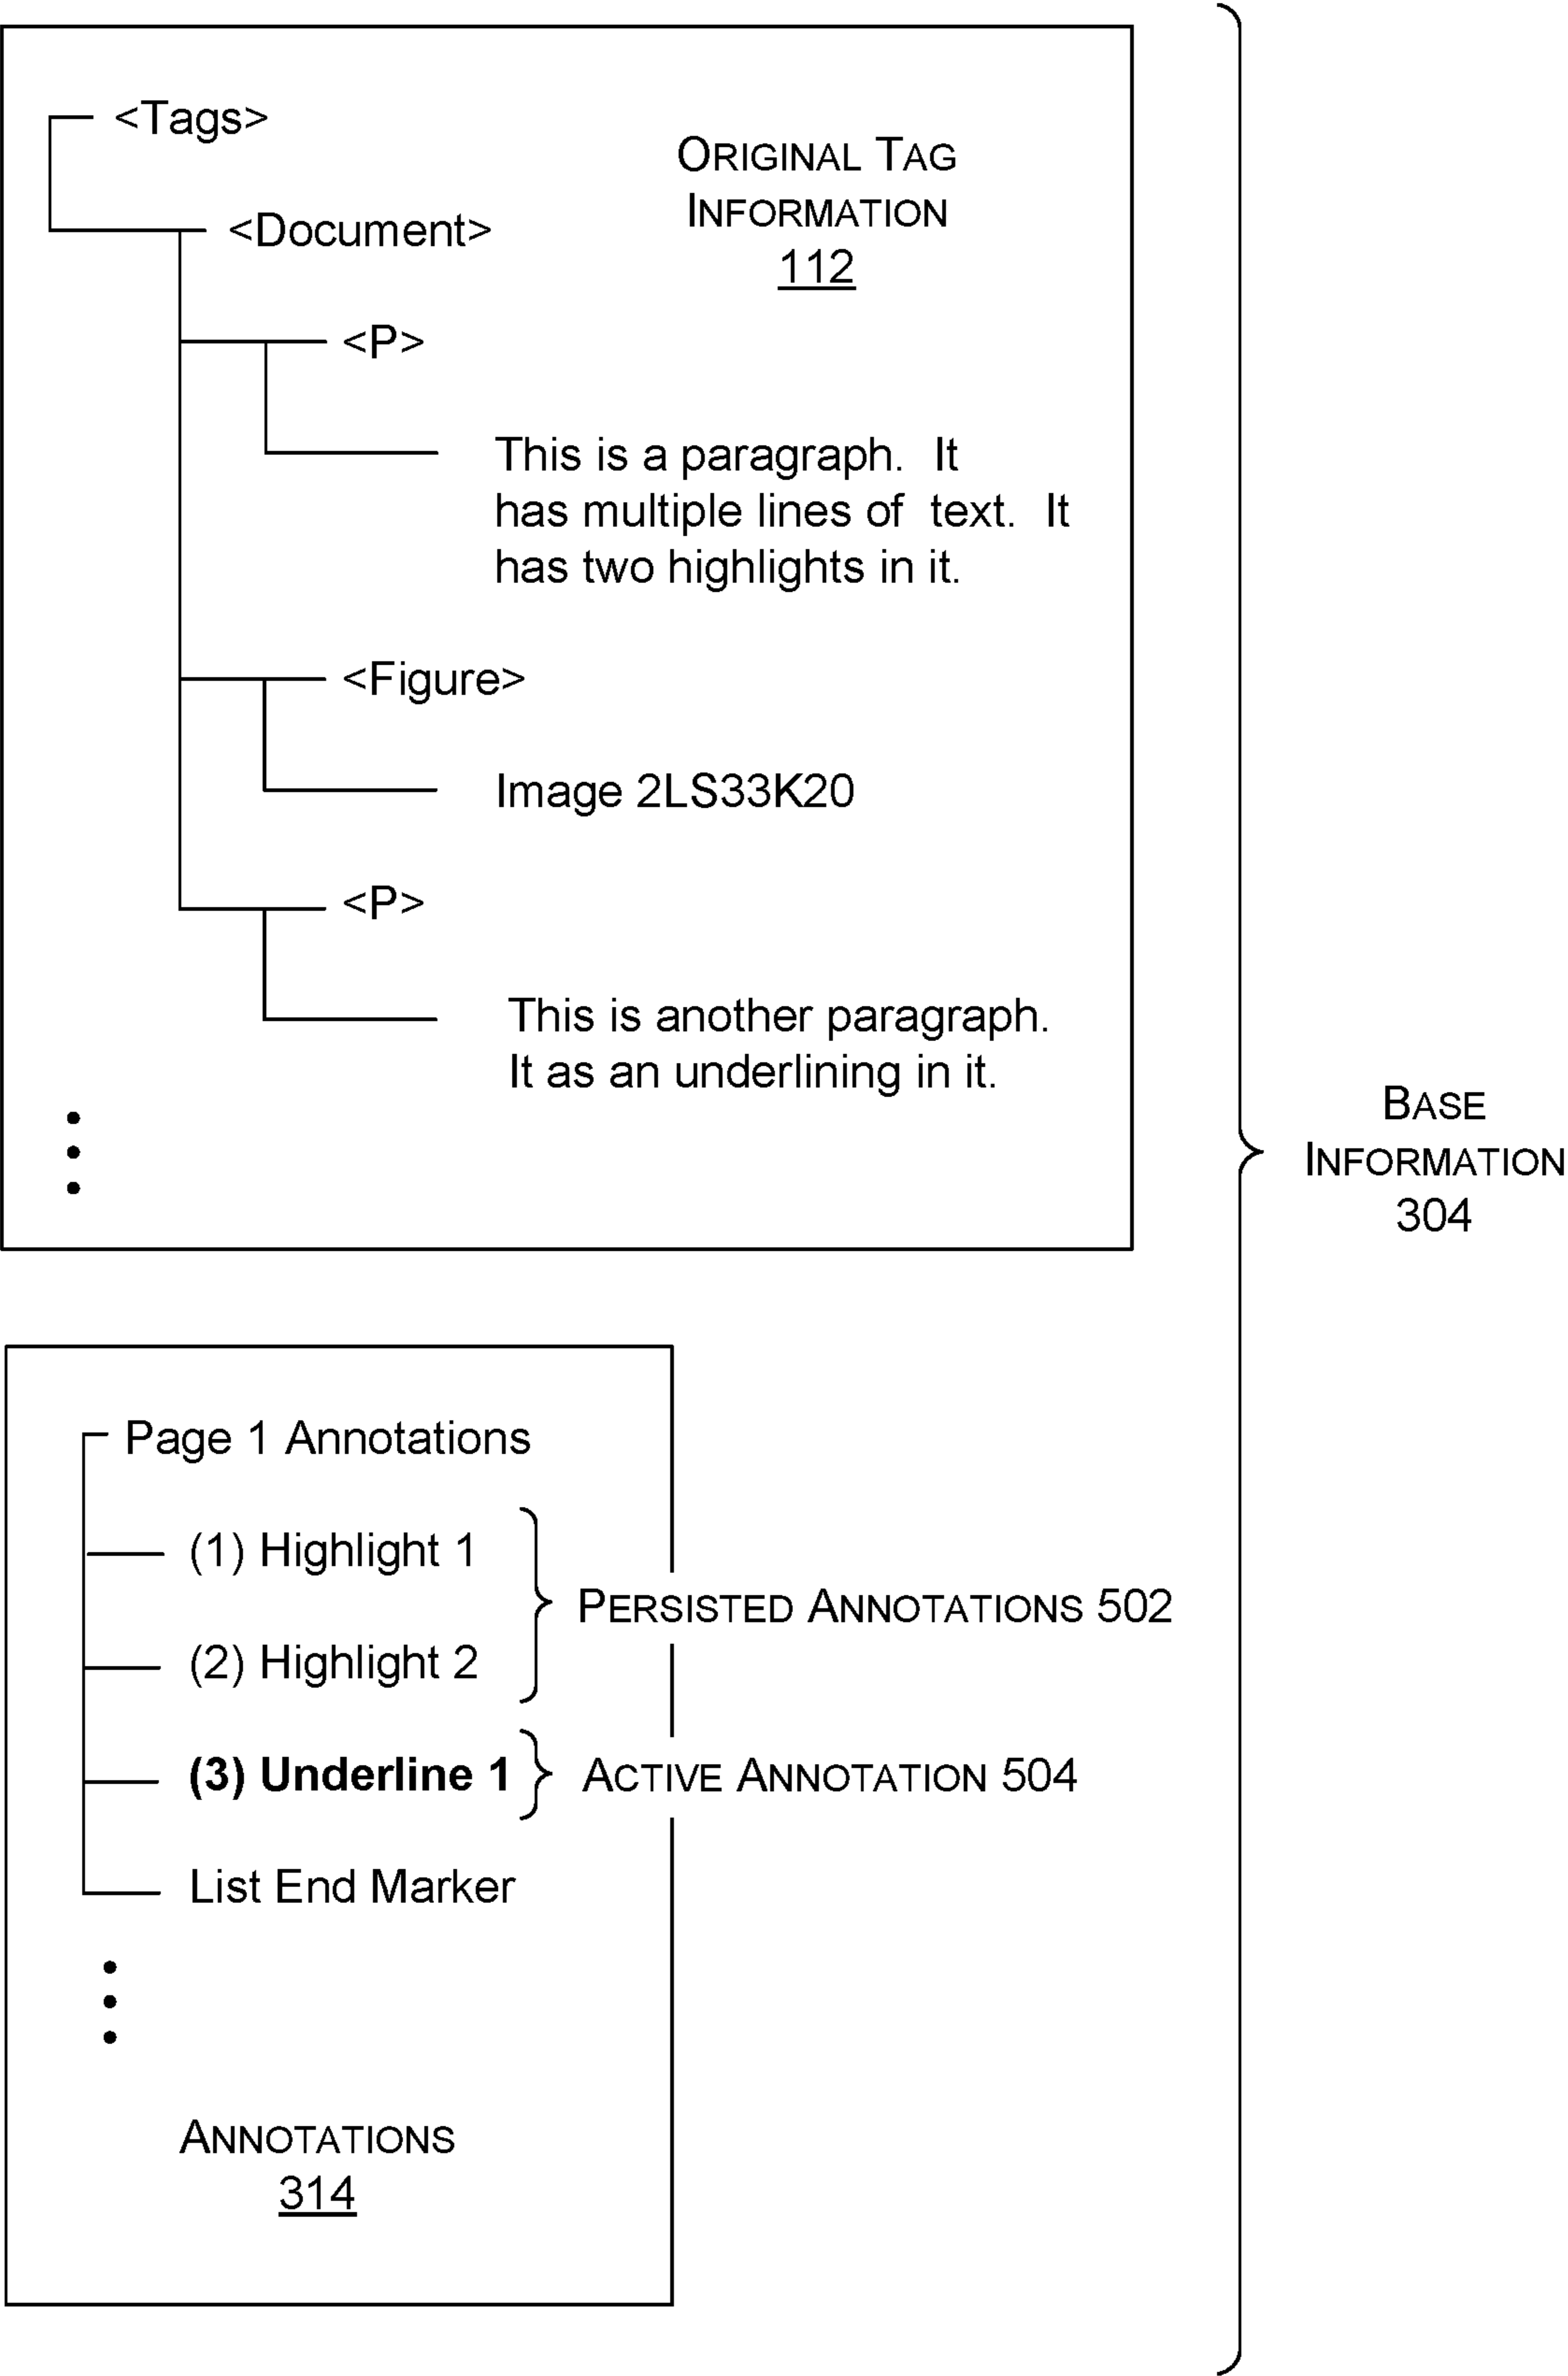 <Tags>
ORIGINAL TAG
INFORMATION
112
<Document>
<P>
This is a paragraph. It
has multiple lines of text. It
has two highlights in it.
<Figure>
Image 2LS33K20
<P>
This is another paragraph.
It as an underlining in it.
BASE
INFORMATION
304
Page 1 Annotations
(1) Highlight 1
PERSISTED ANNOTATIONS 502
(2) Highlight 2
(3) Underline 1
ACTIVE ANNOTATION 504
List End Marker
ANNOTATIONS
314